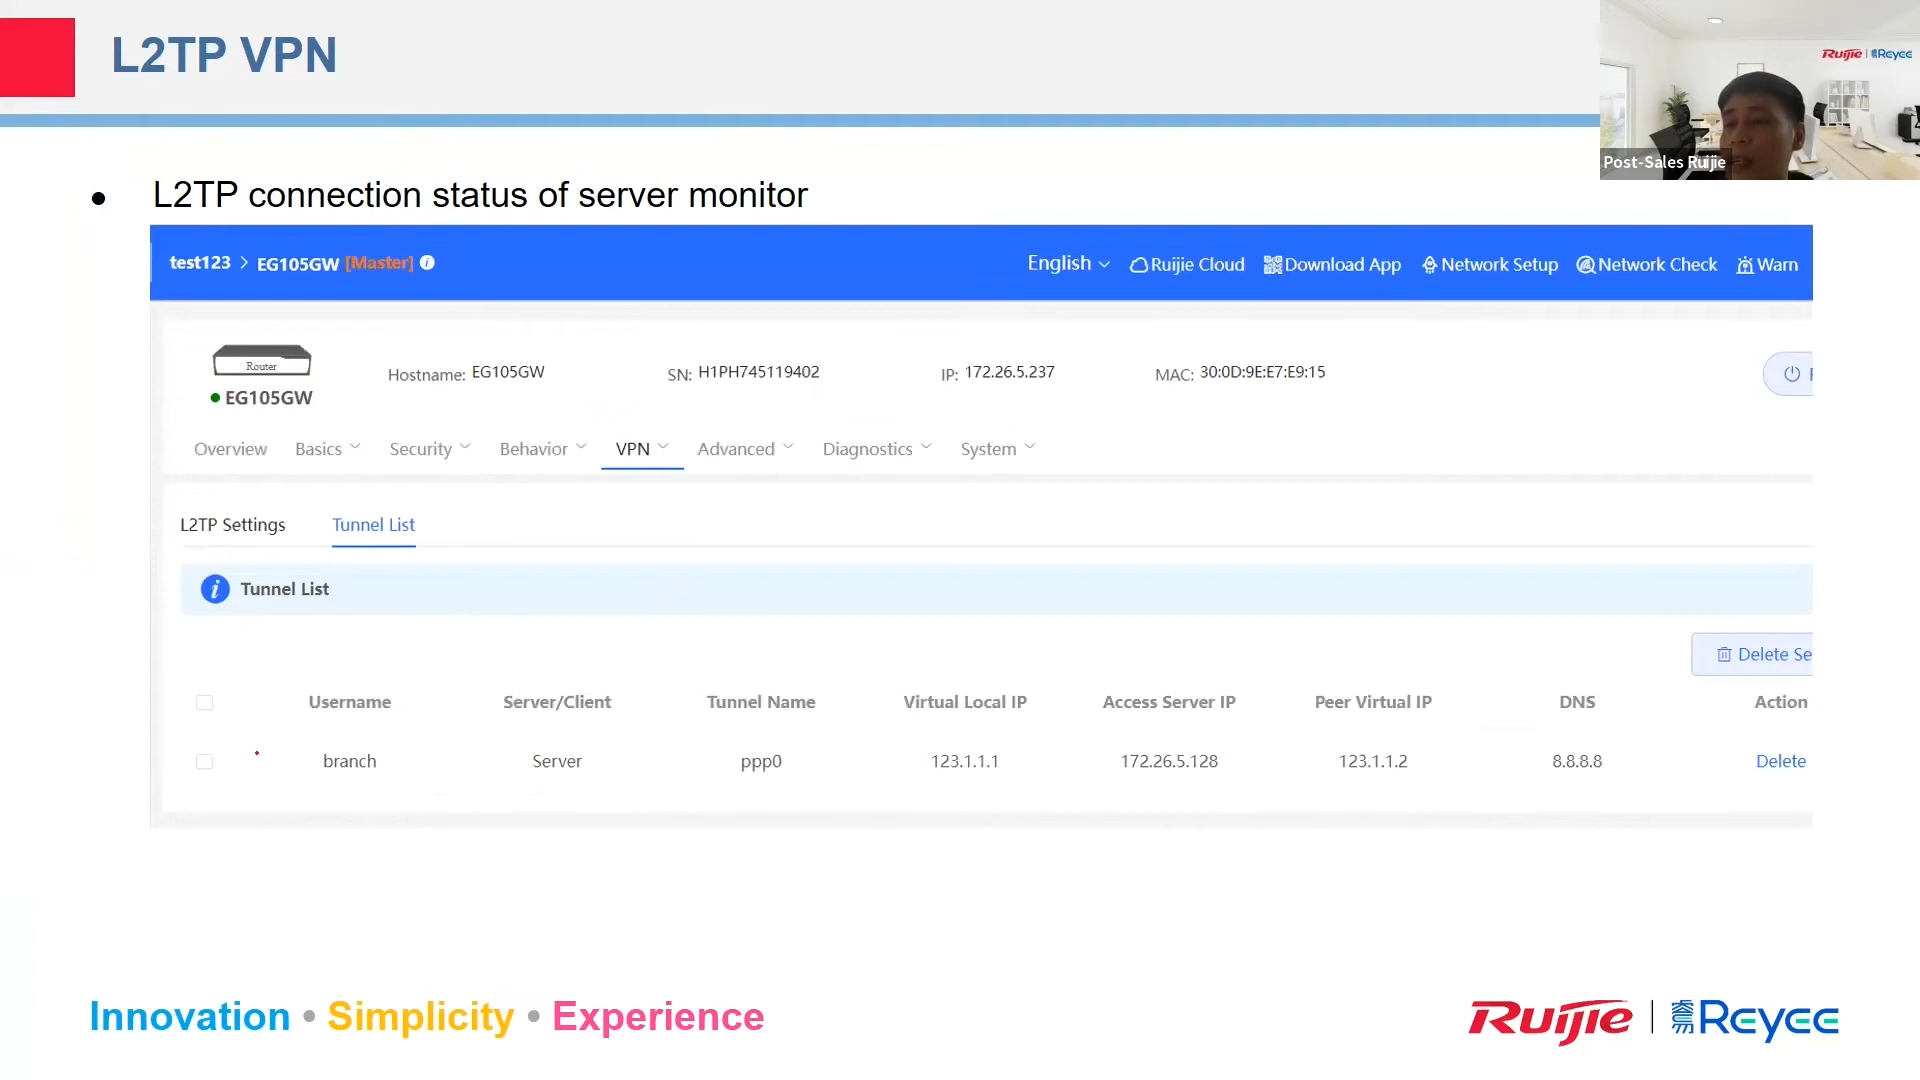 L2TP VPN
Ruijie | Reyee
Post-Sales Ruijie
• L2TP connection status of server monitor
test123 > EG105GW [Master]
English Ruijie Cloud Download App Network Setup Network Check Warn
Router
EG105GW
Hostname: EG105GW SN: H1PH745119402 IP: 172.26.5.237 MAC: 30:0D:9E:E7:E9:15
Overview Basics Security Behavior VPN Advanced Diagnostics System
L2TP Settings Tunnel List
Tunnel List
Delete Se
Username Server/Client Tunnel Name Virtual Local IP Access Server IP Peer Virtual IP DNS Action
branch Server ppp0 123.1.1.1 172.26.5.128 123.1.1.2 8.8.8.8 Delete
Innovation • Simplicity • Experience
Ruijie | 睿易 Reyee